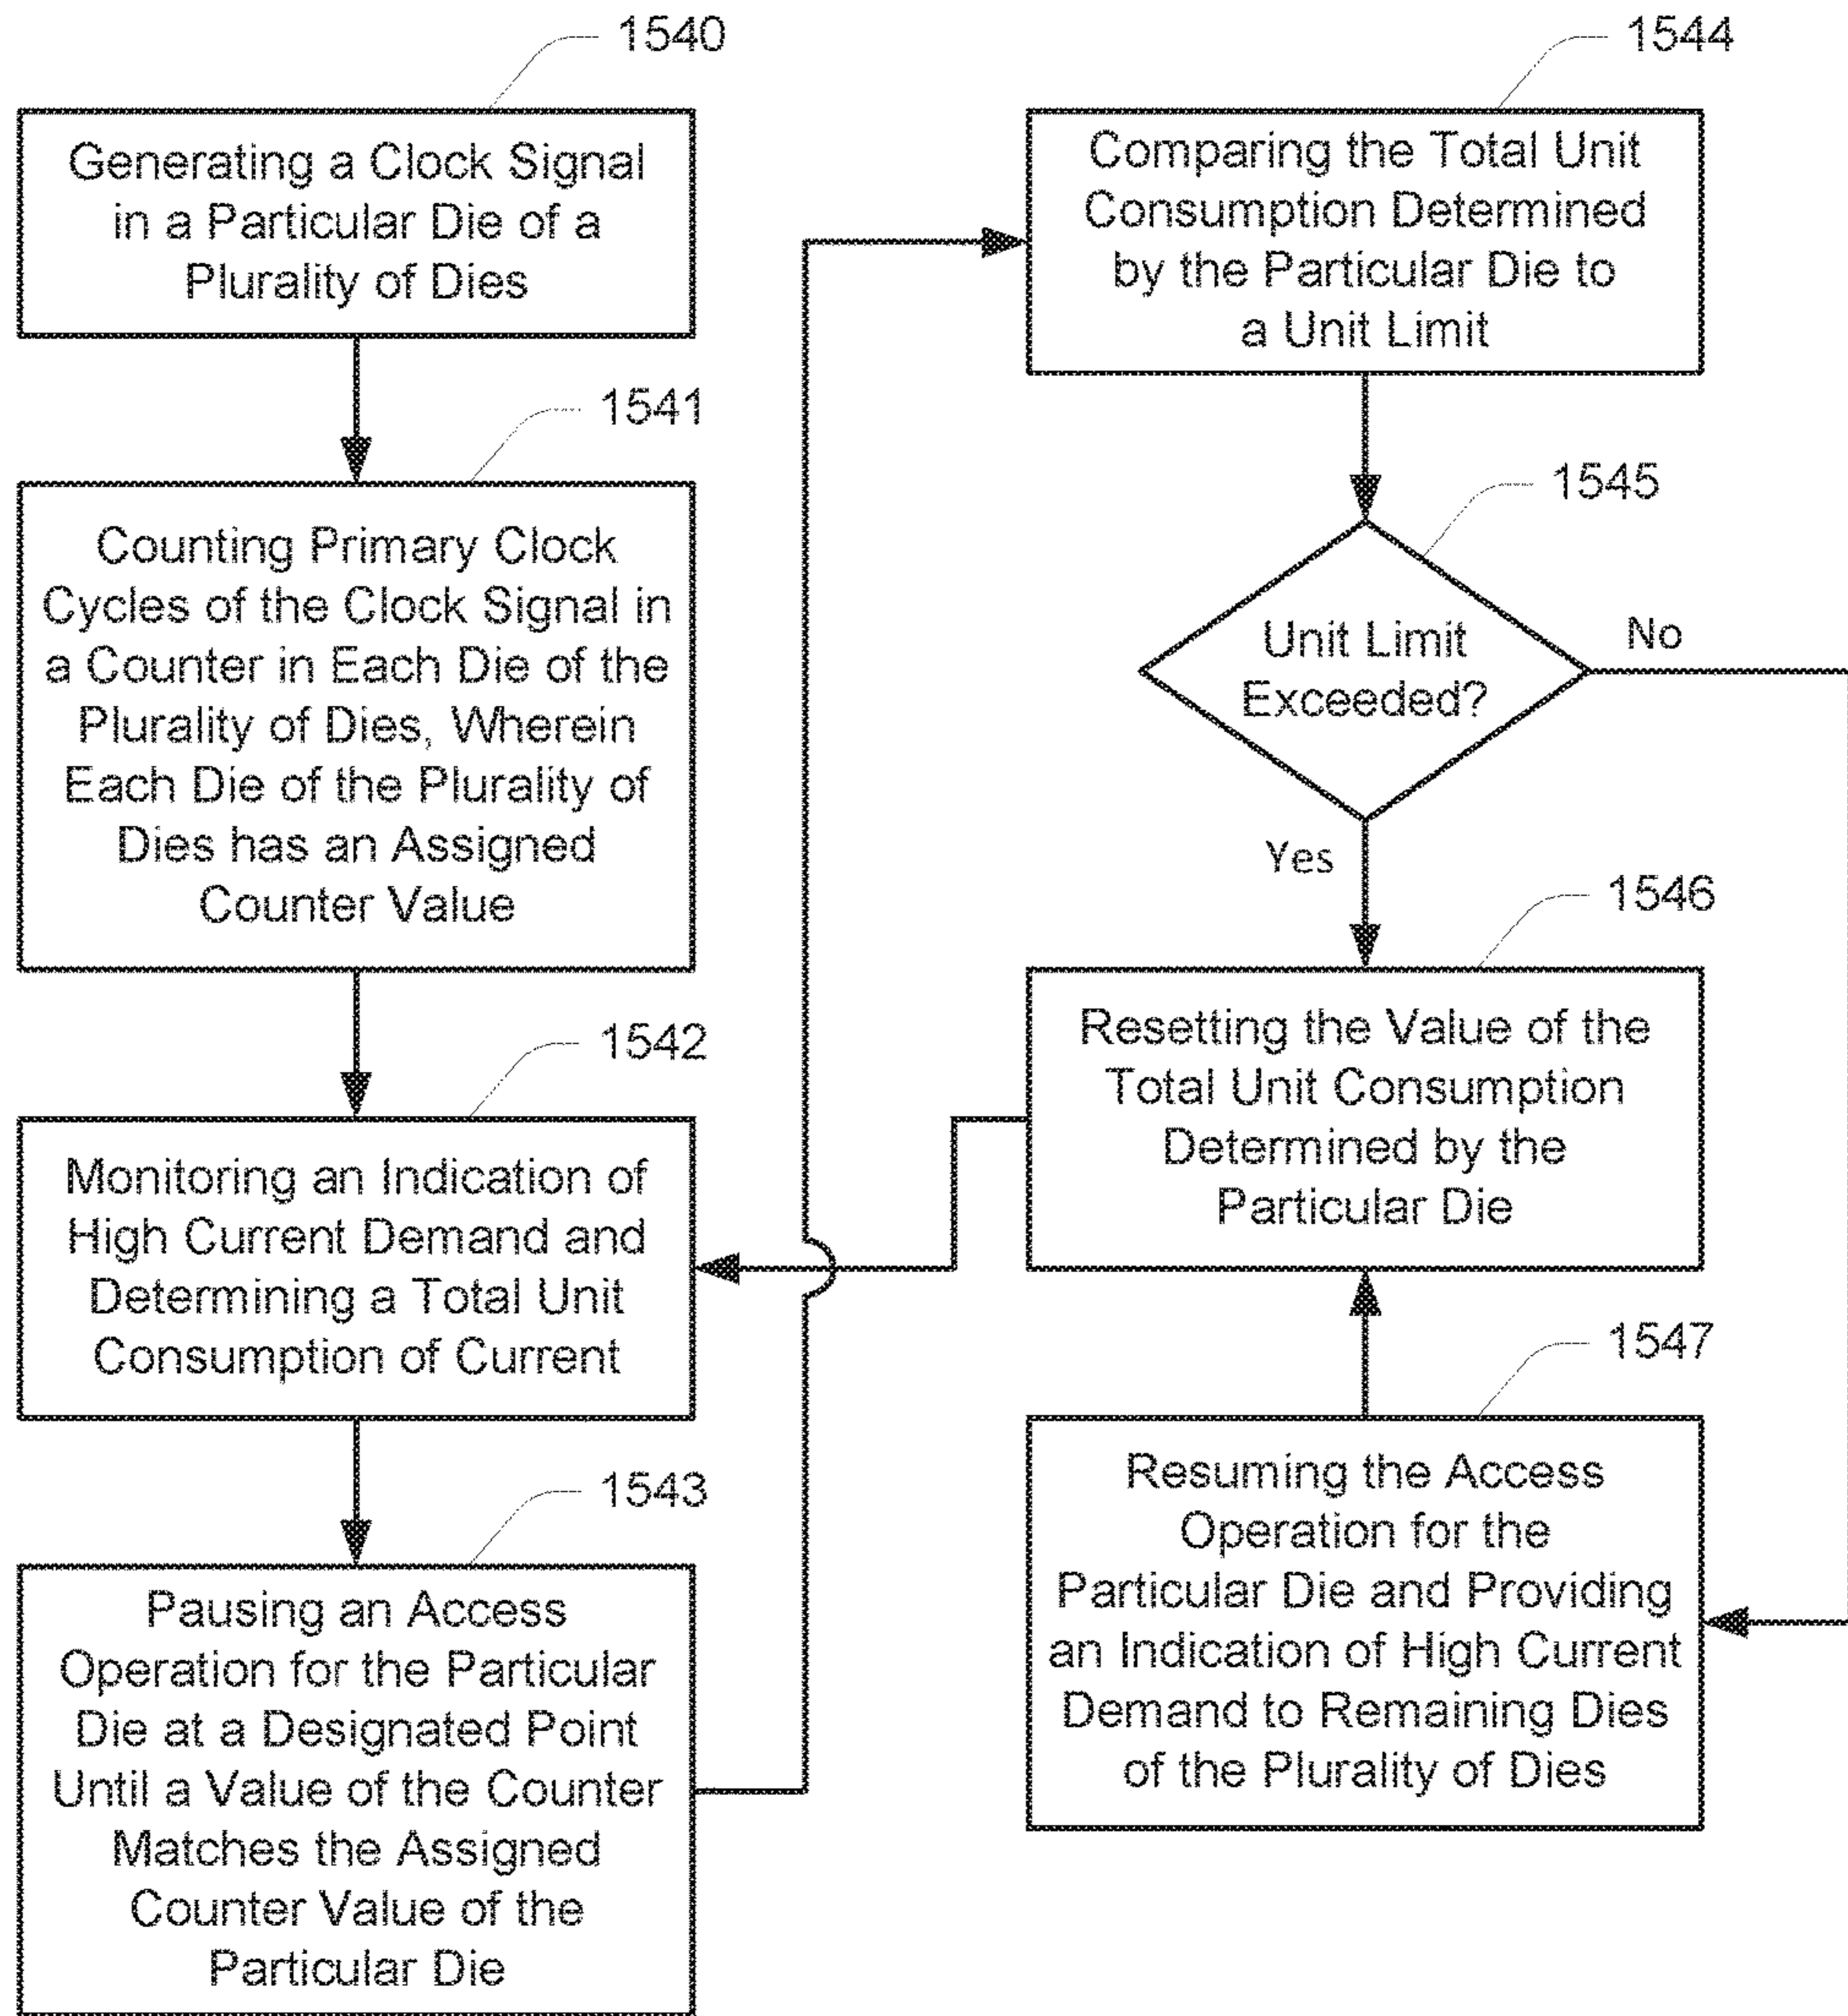 1540
Generating a Clock Signal
in a Particular Die of a
Plurality of Dies
1541
Counting Primary Clock
Cycles of the Clock Signal in
a Counter in Each Die of the
Plurality of Dies, Wherein
Each Die of the Plurality of
Dies has an Assigned
Counter Value
1542
Monitoring an Indication of
High Current Demand and
Determining a Total Unit
Consumption of Current
1543
Pausing an Access
Operation for the Particular
Die at a Designated Point
Until a Value of the Counter
Matches the Assigned
Counter Value of the
Particular Die
1544
Comparing the Total Unit
Consumption Determined
by the Particular Die to
a Unit Limit
1545
Unit Limit
Exceeded?
No
Yes
1546
Resetting the Value of the
Total Unit Consumption
Determined by the
Particular Die
1547
Resuming the Access
Operation for the
Particular Die and Providing
an Indication of High Current
Demand to Remaining Dies
of the Plurality of Dies